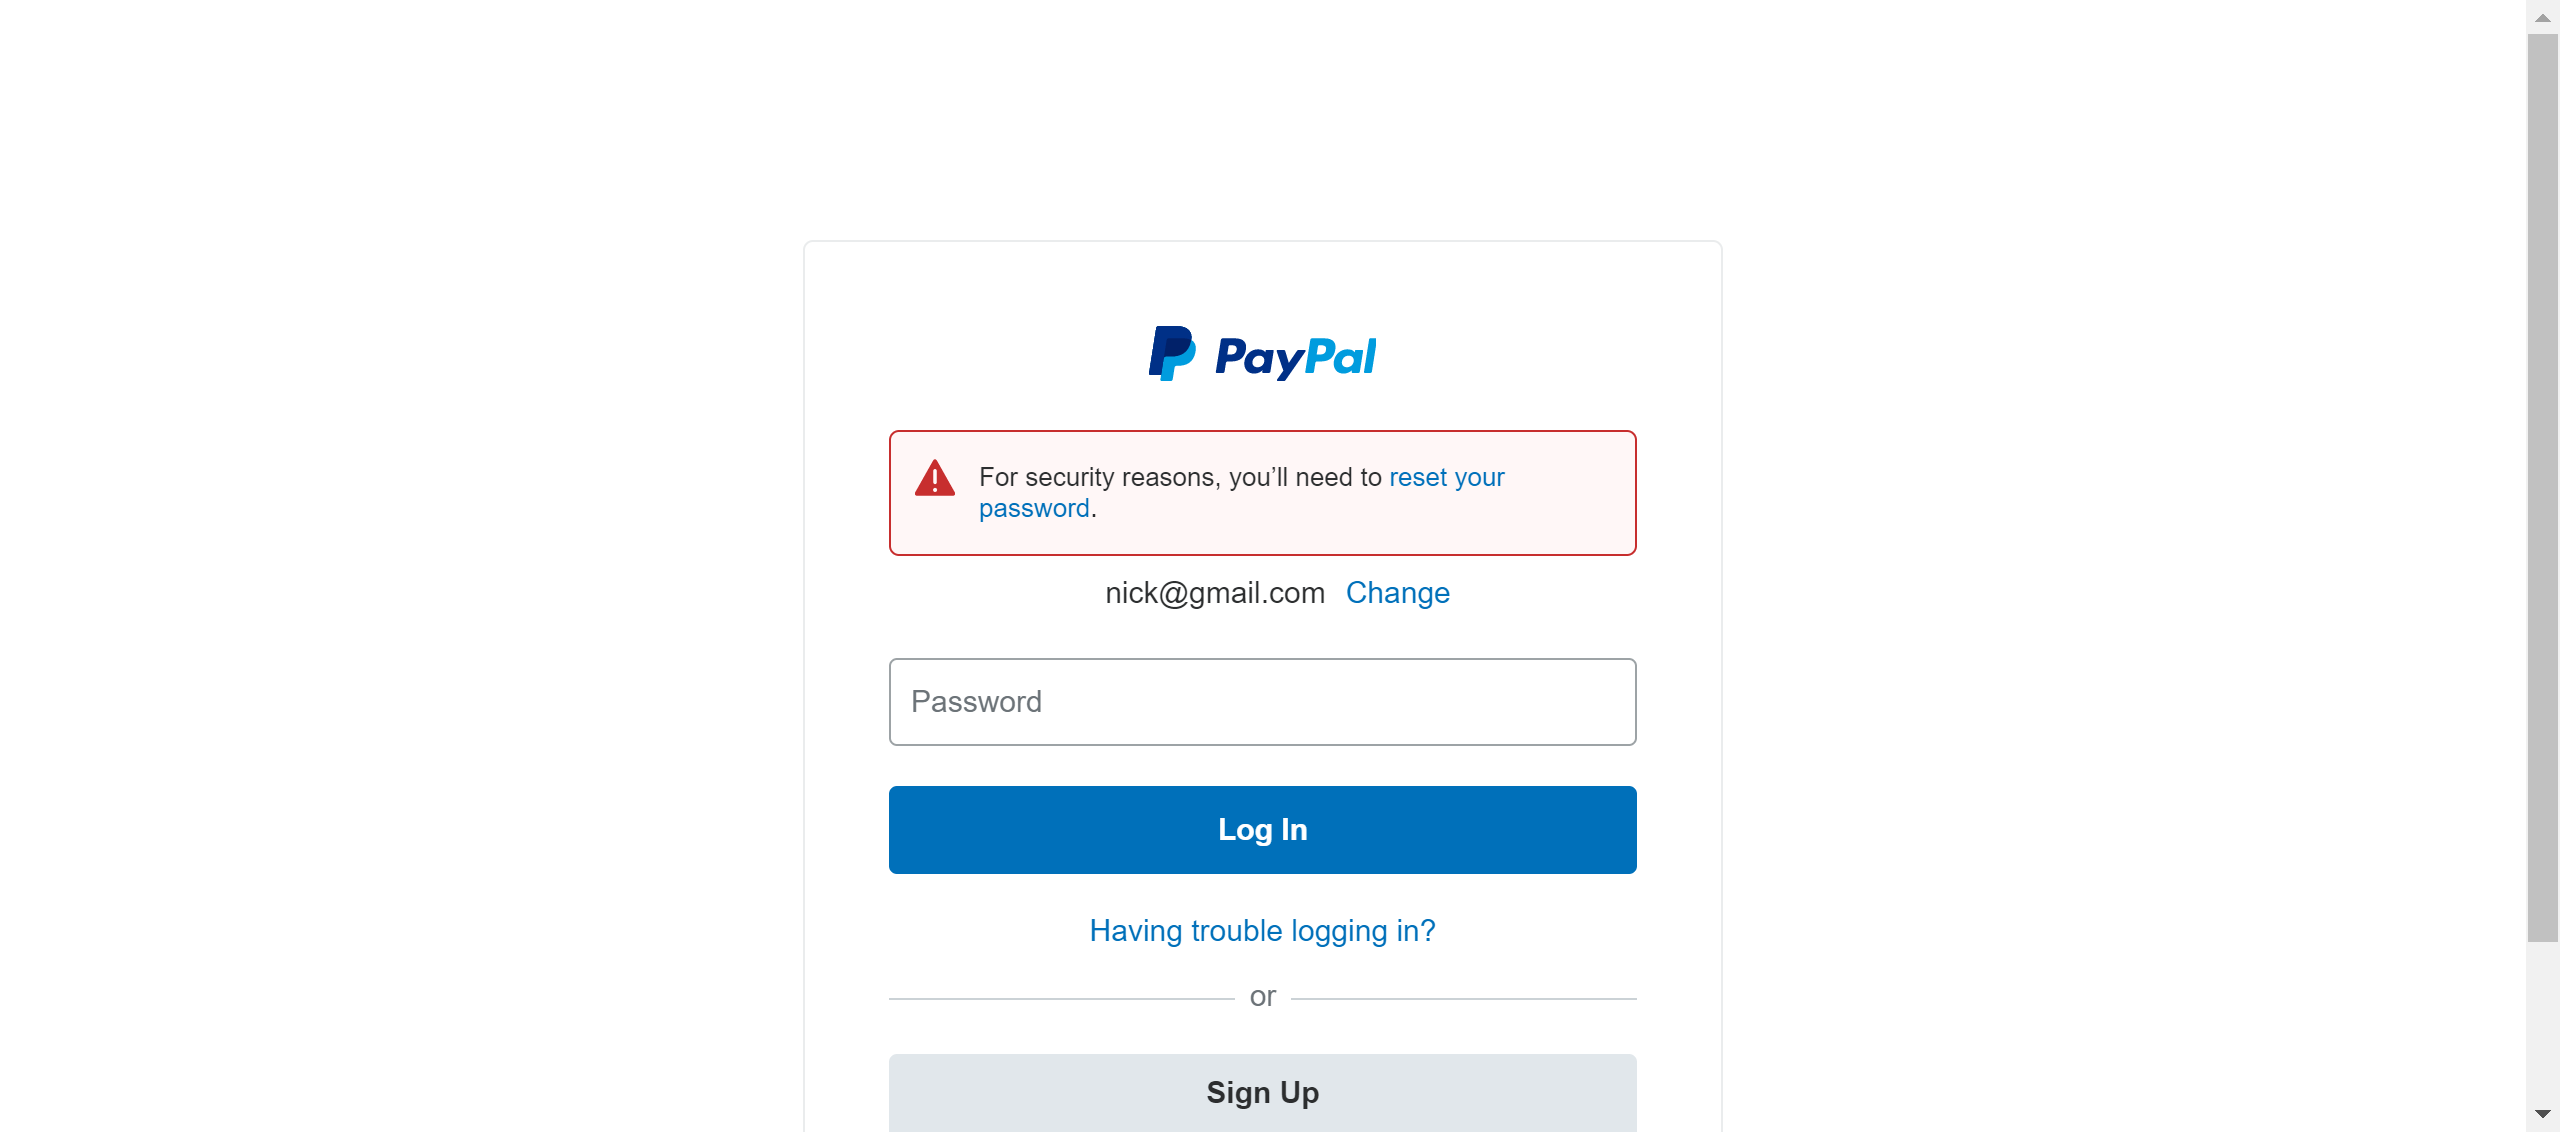 PayPal
For security reasons, you’ll need to reset your
password.
nick@gmail.com Change
Password
Log In
Having trouble logging in?
or
Sign Up